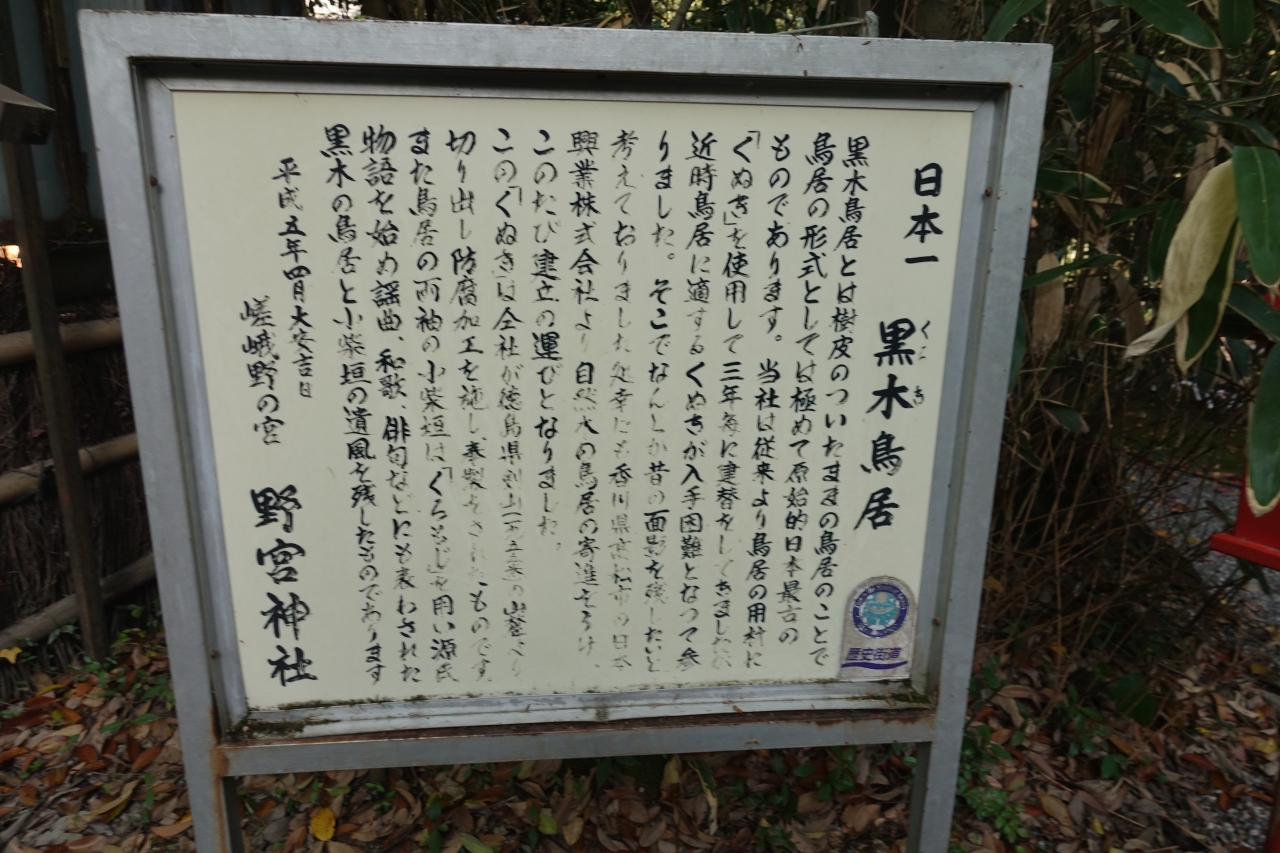 日本一 黒木鳥居
くろき
黒木鳥居とは樹皮のついたままの鳥居のことで
鳥居の形式としては極めて原始的日本最古の
ものであります。当社は従来より鳥居の用材に
「くぬぎ」を使用して三年毎に建替をしてありましたが
近時鳥居に適するくぬぎが入手困難となって参
りました。そこでなんとか昔の面影を残したいと
考えておりました処幸にも香川県高松市の日本
興業株式会社より自然木の鳥居の寄進をうけ、
このたび建立の運びとなりました。
この「くぬぎ」は仝社が徳島県剣山の山麓より
切り出し防腐加工を施し、奉製をされたものです。
また鳥居の両袖の小柴垣は「くろもじ」を用い源氏
物語を始め謡曲、和歌、俳句などにも表わされた
黒木の鳥居と小柴垣の遺風を残したものであります
平成五年四月大安吉日
嵯峨野の宮 野宮神社
歴史街道